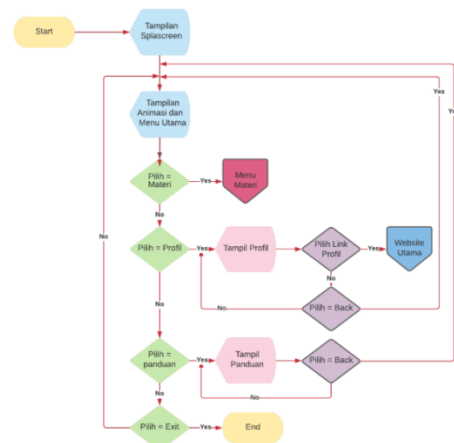 Start
Tampilan
Splascreen
Yes
Tampilan
Animasi dan
Menu Utama
Pilih =
Materi
Yes
Menu
Materi
No
No
Pilih = Profil
Yes
Tampil Profil
Pilih Link
Profil
Yes
Website
Utama
No
No
Pilih = Back
No
Pilih =
panduan
Yes
Tampil
Panduan
Pilih = Back
No
No
Pilih = Exit
Yes
End